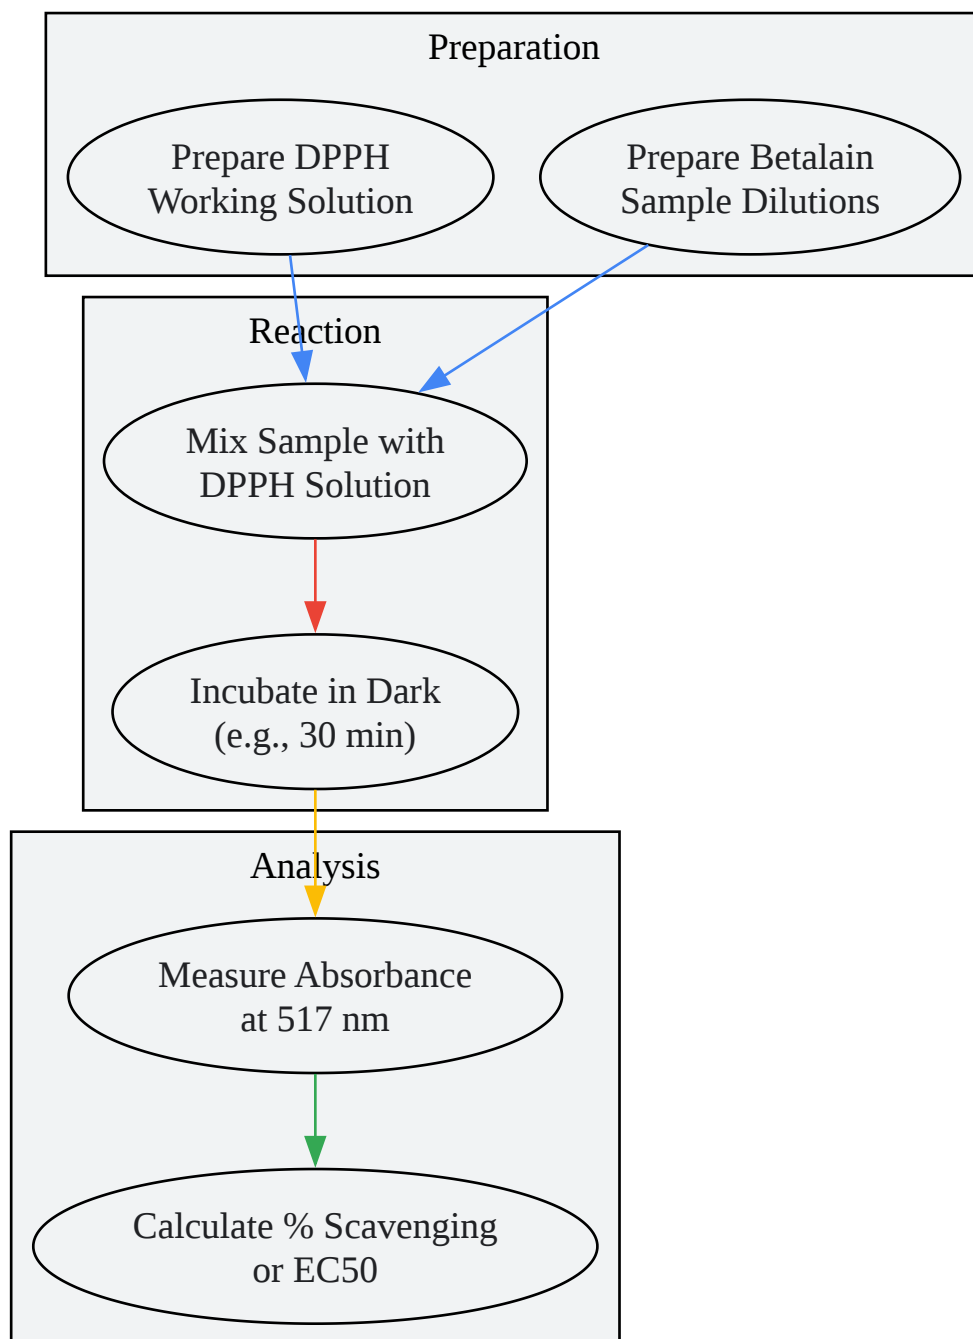 Preparation
Prepare DPPH
Working Solution
Prepare Betalain
Sample Dilutions
Reaction
Mix Sample with
DPPH Solution
Incubate in Dark
(e.g., 30 min)
Analysis
Measure Absorbance
at 517 nm
Calculate % Scavenging
or EC50